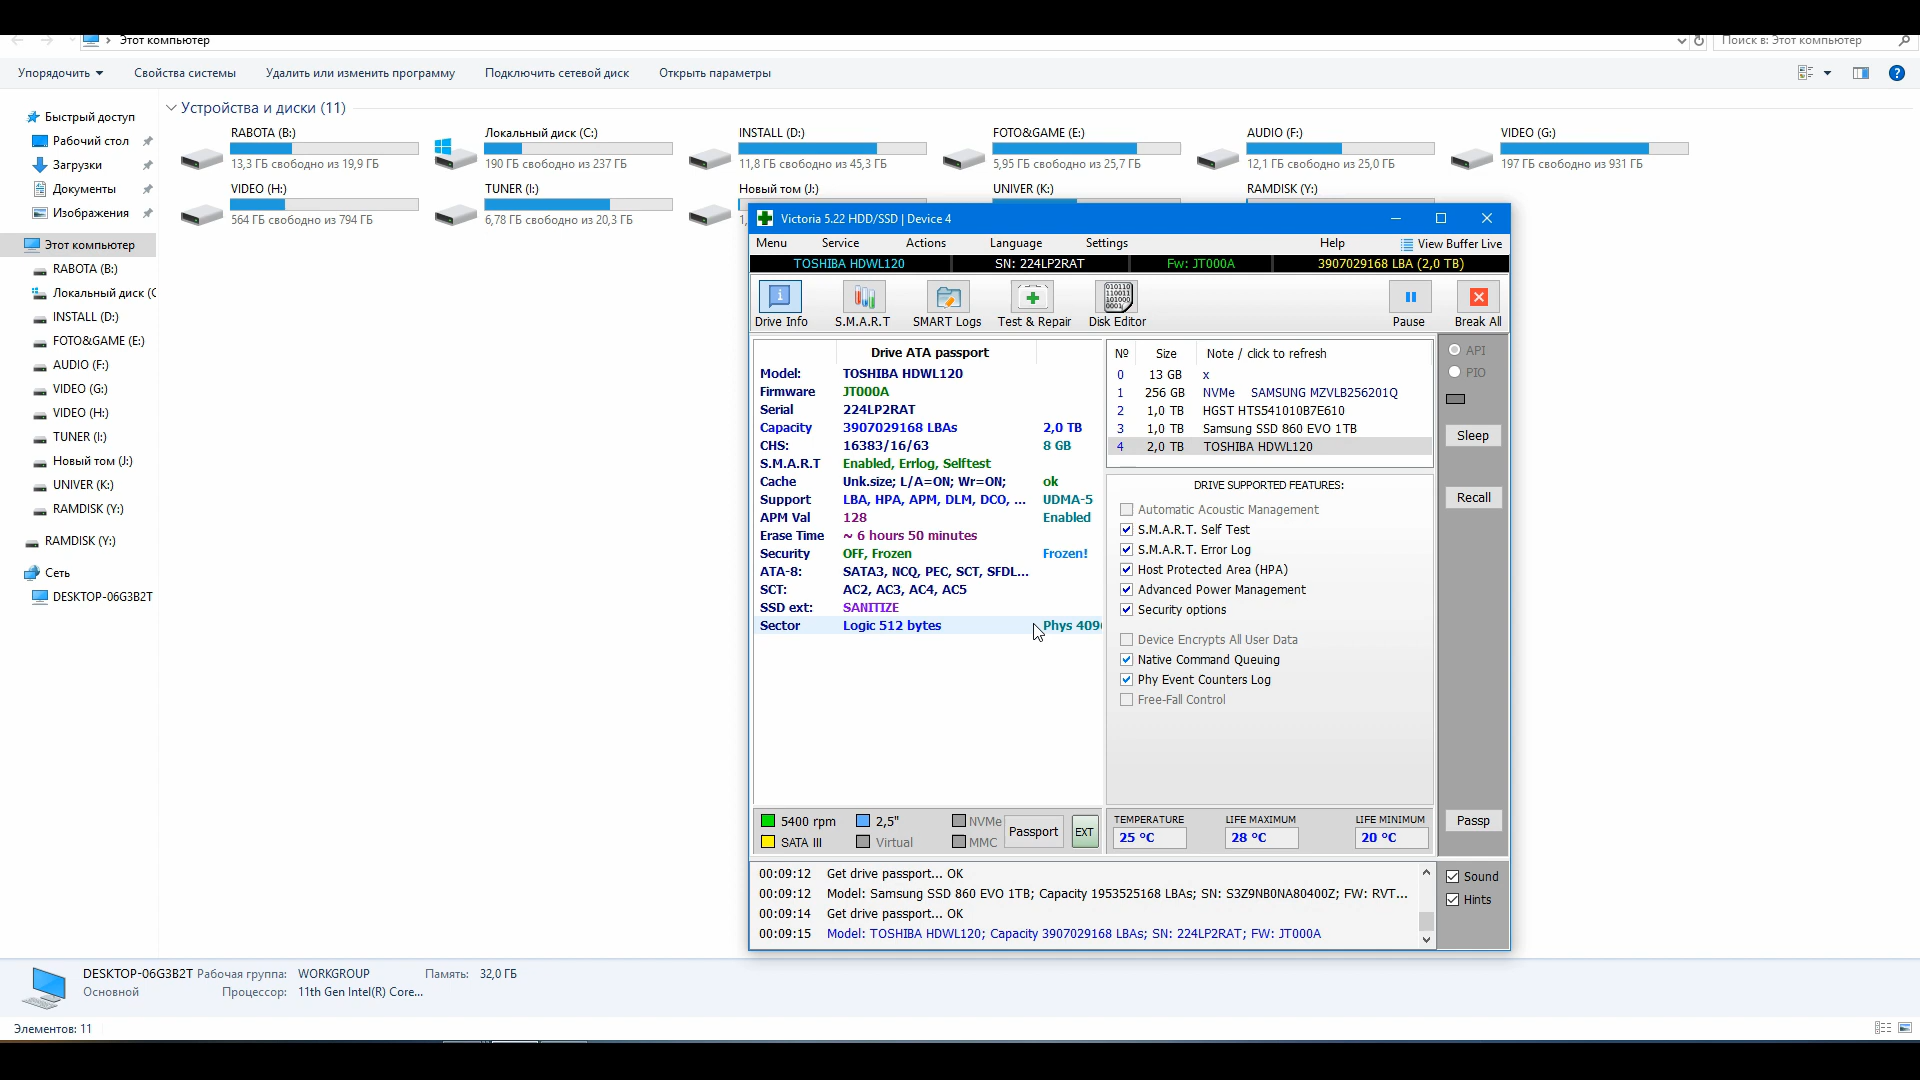 Этот компьютер
Поиск в: Этот компьютер
Упорядочить Свойства системы Удалить или изменить программу Подключить сетевой диск Открыть параметры
Быстрый доступ
Рабочий стол
Загрузки
Документы
Изображения
Этот компьютер
RABOTA (B:)
Локальный диск (C
INSTALL (D:)
FOTO&GAME (E:)
AUDIO (F:)
VIDEO (G:)
VIDEO (H:)
TUNER (I:)
Новый том (J:)
UNIVER (K:)
RAMDISK (Y:)
RAMDISK (Y:)
Сеть
DESKTOP-06G3B2T
Устройства и диски (11)
RABOTA (B:)
13,3 ГБ свободно из 19,9 ГБ
Локальный диск (C:)
190 ГБ свободно из 237 ГБ
INSTALL (D:)
11,8 ГБ свободно из 45,3 ГБ
FOTO&GAME (E:)
5,95 ГБ свободно из 25,7 ГБ
AUDIO (F:)
12,1 ГБ свободно из 25,0 ГБ
VIDEO (G:)
197 ГБ свободно из 931 ГБ
VIDEO (H:)
564 ГБ свободно из 794 ГБ
TUNER (I:)
6,78 ГБ свободно из 20,3 ГБ
Новый том (J:)
UNIVER (K:)
RAMDISK (Y:)
Victoria 5.22 HDD/SSD | Device 4
Menu Service Actions Language Settings Help View Buffer Live
TOSHIBA HDWL120 SN: 224LP2RAT Fw: JT000A 3907029168 LBA (2,0 TB)
Drive Info S.M.A.R.T SMART Logs Test & Repair Disk Editor Pause Break All
Drive ATA passport
Model: TOSHIBA HDWL120
Firmware JT000A
Serial 224LP2RAT
Capacity 3907029168 LBAs 2,0 TB
CHS: 16383/16/63 8 GB
S.M.A.R.T Enabled, Errlog, Selftest
Cache Unk.size; L/A=ON; Wr=ON; ok
Support LBA, HPA, APM, DLM, DCO, ... UDMA-5
APM Val 128 Enabled
Erase Time ~ 6 hours 50 minutes
Security OFF, Frozen Frozen!
ATA-8: SATA3, NCQ, PEC, SCT, SFDL...
SCT: AC2, AC3, AC4, AC5
SSD ext: SANITIZE
Sector Logic 512 bytes Phys 409
Nº Size Note / click to refresh
0 13 GB x
1 256 GB NVMe SAMSUNG MZVLB256201Q
2 1,0 TB HGST HTS541010B7E610
3 1,0 TB Samsung SSD 860 EVO 1TB
4 2,0 TB TOSHIBA HDWL120
DRIVE SUPPORTED FEATURES:
Automatic Acoustic Management
S.M.A.R.T. Self Test
S.M.A.R.T. Error Log
Host Protected Area (HPA)
Advanced Power Management
Security options
Device Encrypts All User Data
Native Command Queuing
Phy Event Counters Log
Free-Fall Control
API
PIO
Sleep
Recall
Passp
5400 rpm 2,5" NVMe
SATA III Virtual MMC
Passport EXT
TEMPERATURE LIFE MAXIMUM LIFE MINIMUM
25 °C 28 °C 20 °C
00:09:12 Get drive passport... OK
00:09:12 Model: Samsung SSD 860 EVO 1TB; Capacity 1953525168 LBAs; SN: S3Z9NB0NA80400Z; FW: RVT...
00:09:14 Get drive passport... OK
00:09:15 Model: TOSHIBA HDWL120; Capacity 3907029168 LBAs; SN: 224LP2RAT; FW: JT000A
Sound
Hints
DESKTOP-06G3B2T Рабочая группа: WORKGROUP Память: 32,0 ГБ
Основной Процессор: 11th Gen Intel(R) Core...
Элементов: 11